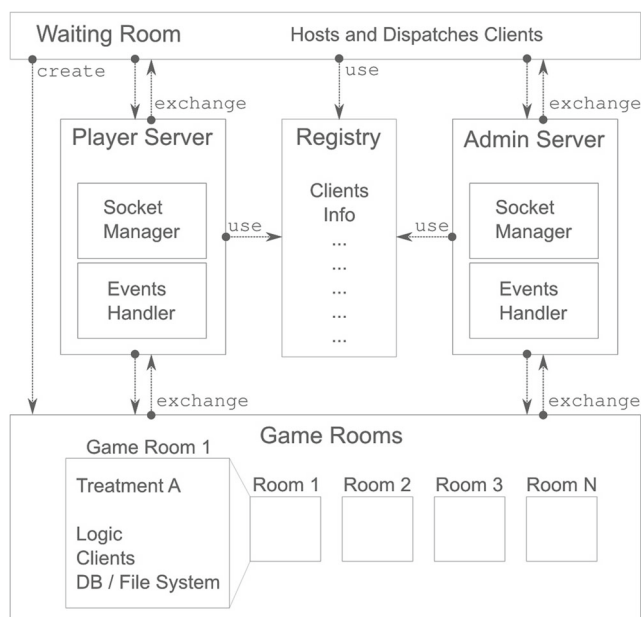 Waiting Room
Hosts and Dispatches Clients
create
exchange
use
exchange
Player Server
Registry
Admin Server
Socket
Manager
Clients
Info
...
...
...
...
...
Socket
Manager
use
use
Events
Handler
Events
Handler
exchange
exchange
Game Rooms
Game Room 1
Treatment A
Logic
Clients
DB / File System
Room 1
Room 2
Room 3
Room N